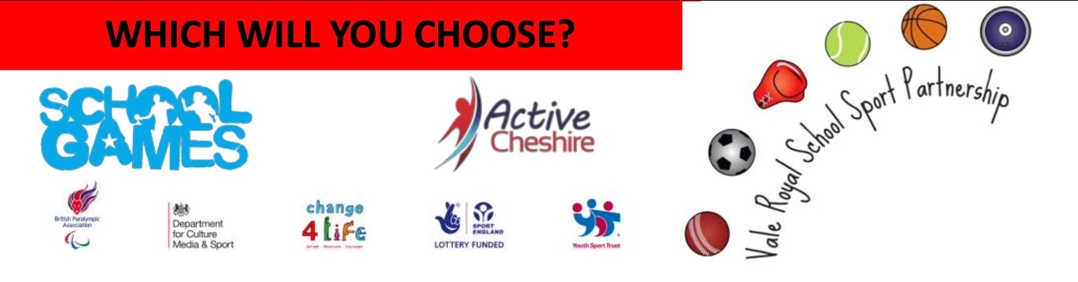 WHICH WILL YOU CHOOSE?
SCHOOL
GAMES
Active
Cheshire
Vale Royal School Sport Partnership
British Paralympic
Association
Department
for Culture
Media & Sport
change
4 LiFe
SPORT
ENGLAND
LOTTERY FUNDED
Youth Sport Trust